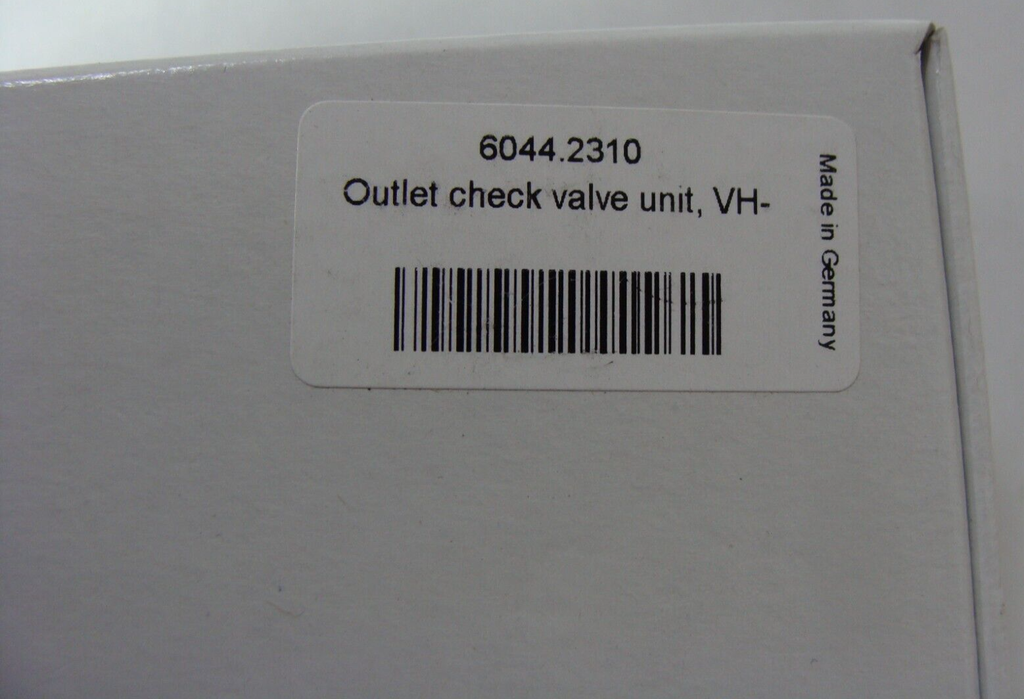 6044.2310
Outlet check valve unit, VH-
Made in Germany